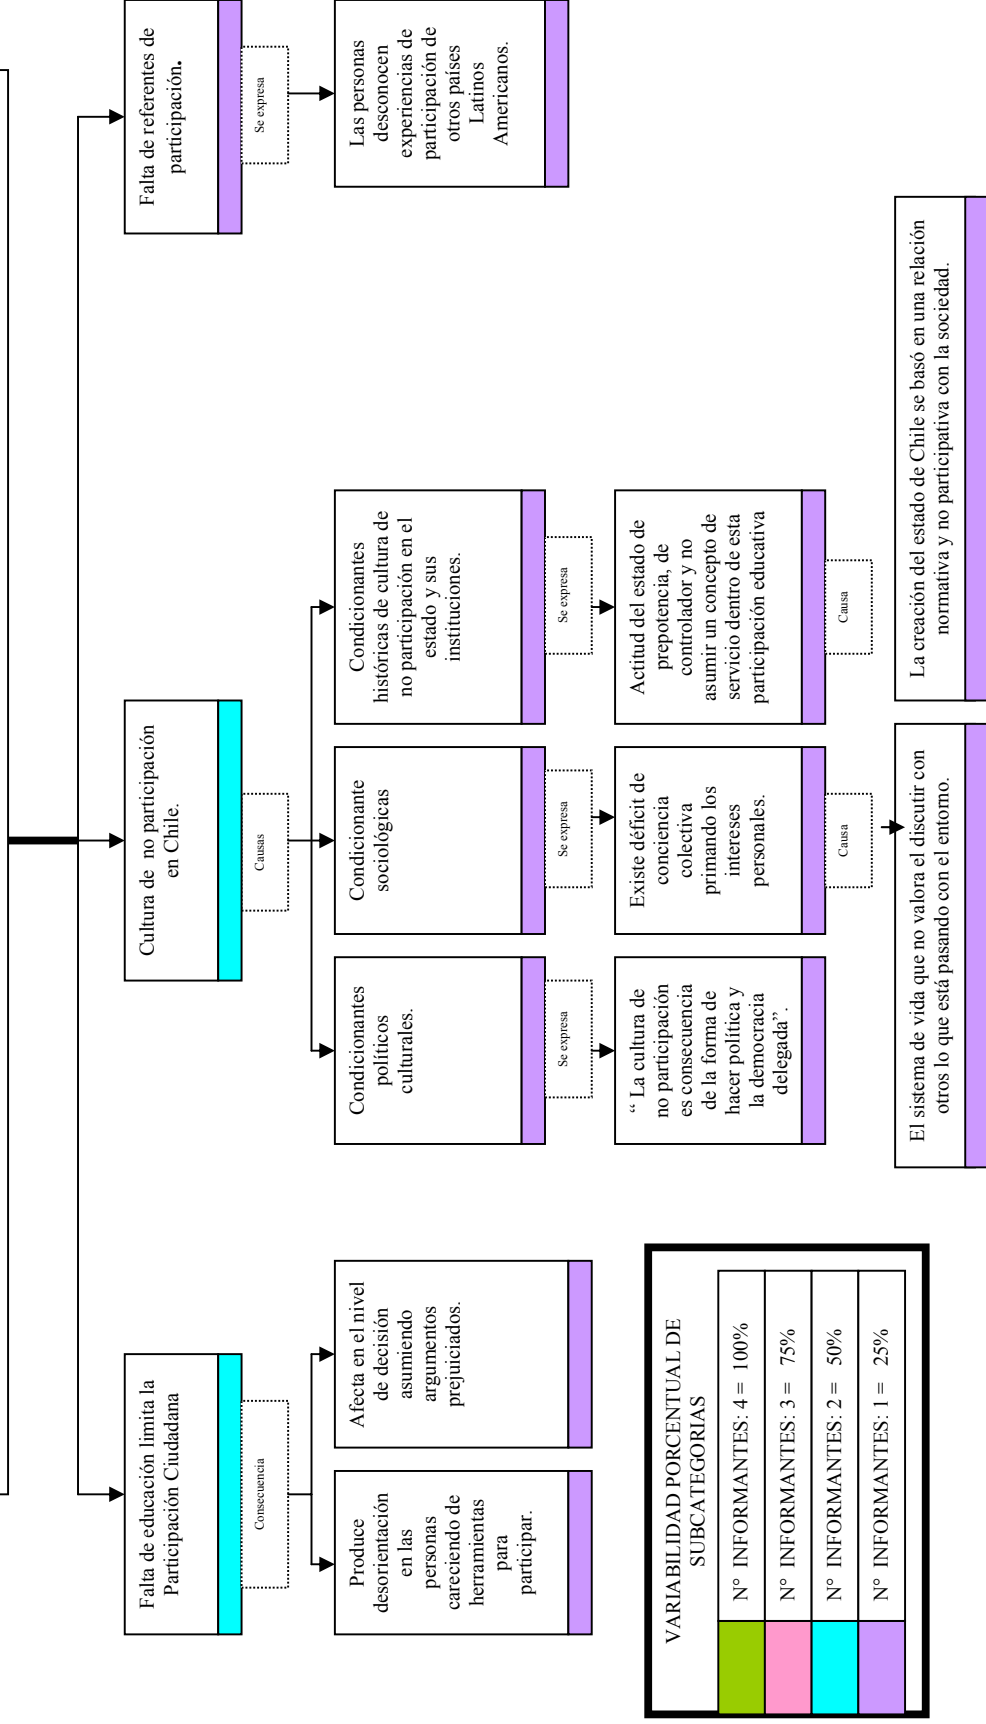 Falta de educación limita la
Participación Ciudadana
Cultura de no participación
en Chile.
Falta de referentes de
participación.
Consecuencia
Causas
Se expresa
Produce
desorientación
en las
personas
careciendo de
herramientas
para
participar.
Afecta en el nivel
de decisión
asumiendo
argumentos
prejuiciados.
Condicionantes
políticos
culturales.
Condicionante
sociológicas
Condicionantes
históricas de cultura de
no participación en el
estado y sus
instituciones.
Las personas
desconocen
experiencias de
participación de
otros países
Latinos
Americanos.
Se expresa
Se expresa
Se expresa
“ La cultura de
no participación
es consecuencia
de la forma de
hacer política y
la democracia
delegada”.
Existe déficit de
conciencia
colectiva
primando los
intereses
personales.
Actitud del estado de
prepotencia, de
controlador y no
asumir un concepto de
servicio dentro de esta
participación educativa
Causa
Causa
El sistema de vida que no valora el discutir con
otros lo que está pasando con el entorno.
La creación del estado de Chile se basó en una relación
normativa y no participativa con la sociedad.
VARIABILIDAD PORCENTUAL DE
SUBCATEGORIAS
N° INFORMANTES: 4 = 100%
N° INFORMANTES: 3 = 75%
N° INFORMANTES: 2 = 50%
N° INFORMANTES: 1 = 25%